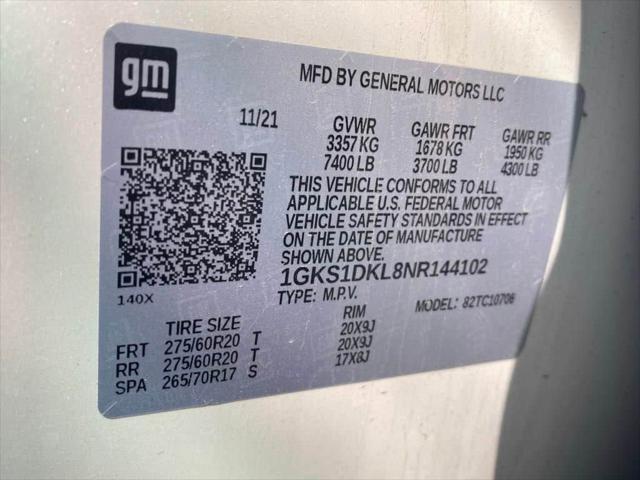 gm
MFD BY GENERAL MOTORS LLC
11/21 GVWR GAWR FRT GAWR RR
3357 KG 1678 KG 1950 KG
7400 LB 3700 LB 4300 LB
THIS VEHICLE CONFORMS TO ALL
APPLICABLE U.S. FEDERAL MOTOR
VEHICLE SAFETY STANDARDS IN EFFECT
ON THE DATE OF MANUFACTURE
SHOWN ABOVE.
1GKS1DKL8NR144102
140X TYPE: M.P.V. MODEL: 82TC10706
TIRE SIZE RIM
FRT 275/60R20 T 20X9J
RR 275/60R20 T 20X9J
SPA 265/70R17 S 17X8J